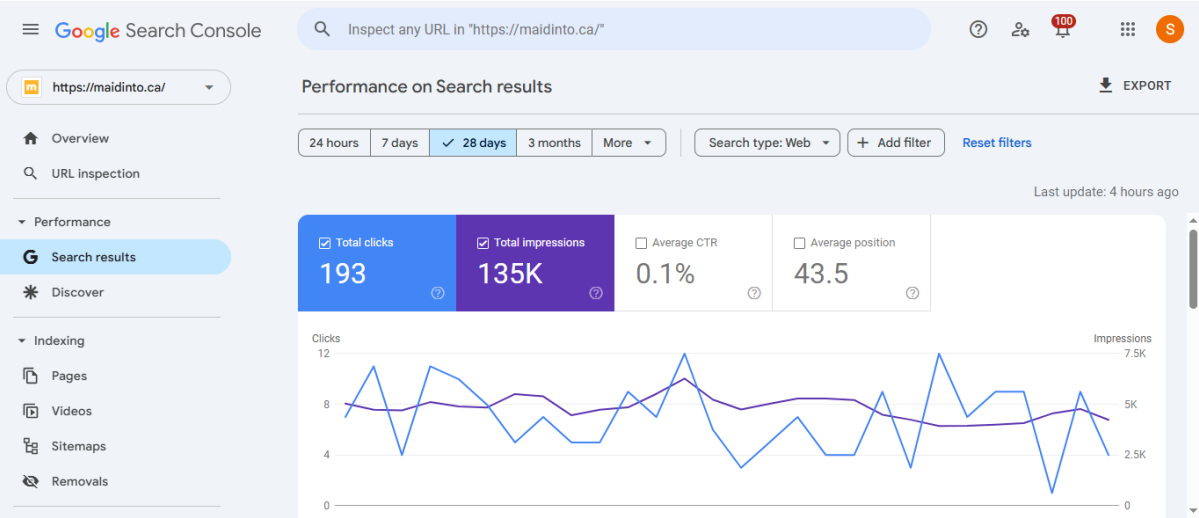 Google Search Console
Inspect any URL in "https://maidinto.ca/"
100
S
m
https://maidinto.ca/
Performance on Search results
EXPORT
Overview
URL inspection
Performance
Search results
Discover
Indexing
Pages
Videos
Sitemaps
Removals
24 hours
7 days
28 days
3 months
More
Search type: Web
Add filter
Reset filters
Last update: 4 hours ago
Total clicks
193
Total impressions
135K
Average CTR
0.1%
Average position
43.5
Clicks
Impressions
12
8
4
0
7.5K
5K
2.5K
0